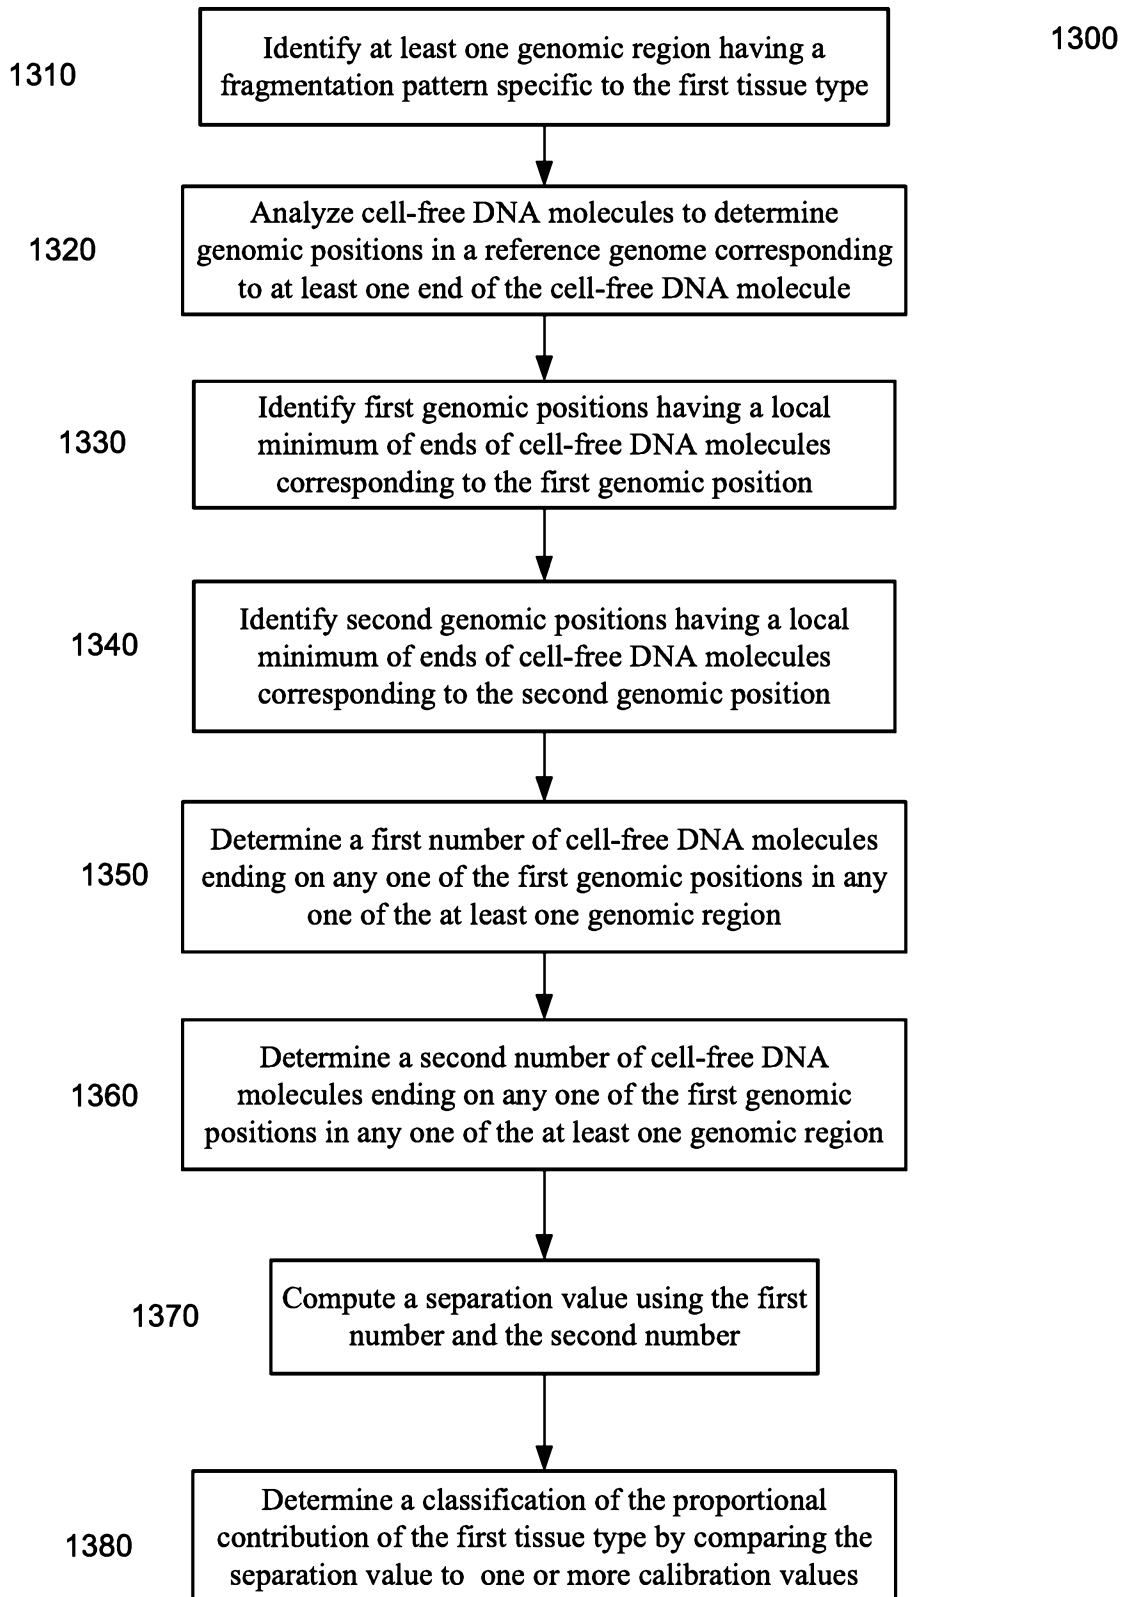 1300
1310
Identify at least one genomic region having a
fragmentation pattern specific to the first tissue type
1320
Analyze cell-free DNA molecules to determine
genomic positions in a reference genome corresponding
to at least one end of the cell-free DNA molecule
1330
Identify first genomic positions having a local
minimum of ends of cell-free DNA molecules
corresponding to the first genomic position
1340
Identify second genomic positions having a local
minimum of ends of cell-free DNA molecules
corresponding to the second genomic position
1350
Determine a first number of cell-free DNA molecules
ending on any one of the first genomic positions in any
one of the at least one genomic region
1360
Determine a second number of cell-free DNA
molecules ending on any one of the first genomic
positions in any one of the at least one genomic region
1370
Compute a separation value using the first
number and the second number
1380
Determine a classification of the proportional
contribution of the first tissue type by comparing the
separation value to one or more calibration values